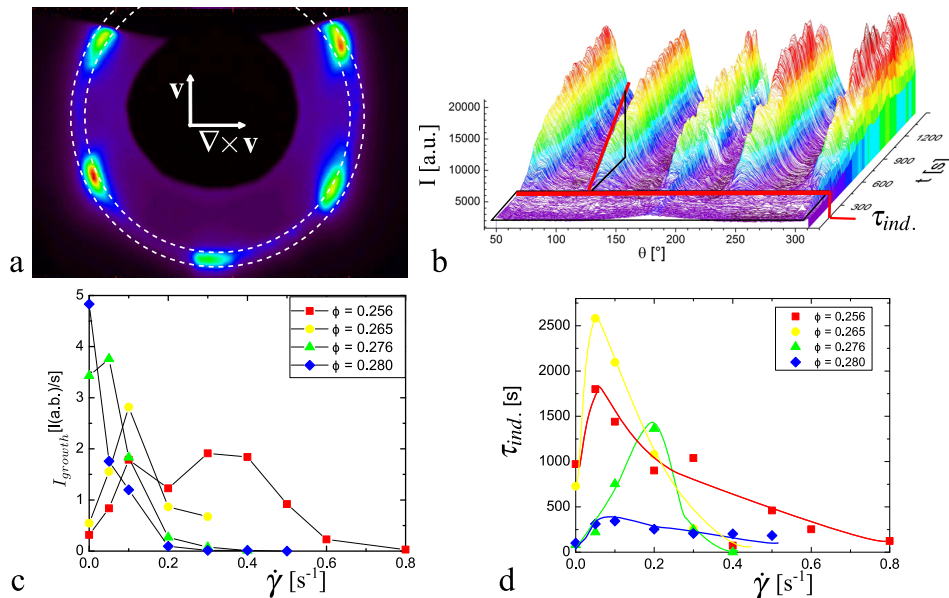 v
∇×v
a
I [a.u.]
20000
15000
10000
5000
50
100
150
200
250
300
θ [°]
300
600
900
1200
t [s]
τind.
b
Igrowth[I(a.b.)/s]
5
4
3
2
1
0
0.0
0.2
0.4
0.6
0.8
γ̇ [s-1]
ϕ = 0.256
ϕ = 0.265
ϕ = 0.276
ϕ = 0.280
c
τind. [s]
2500
2000
1500
1000
500
0
0.0
0.2
0.4
0.6
0.8
γ̇ [s-1]
ϕ = 0.256
ϕ = 0.265
ϕ = 0.276
ϕ = 0.280
d